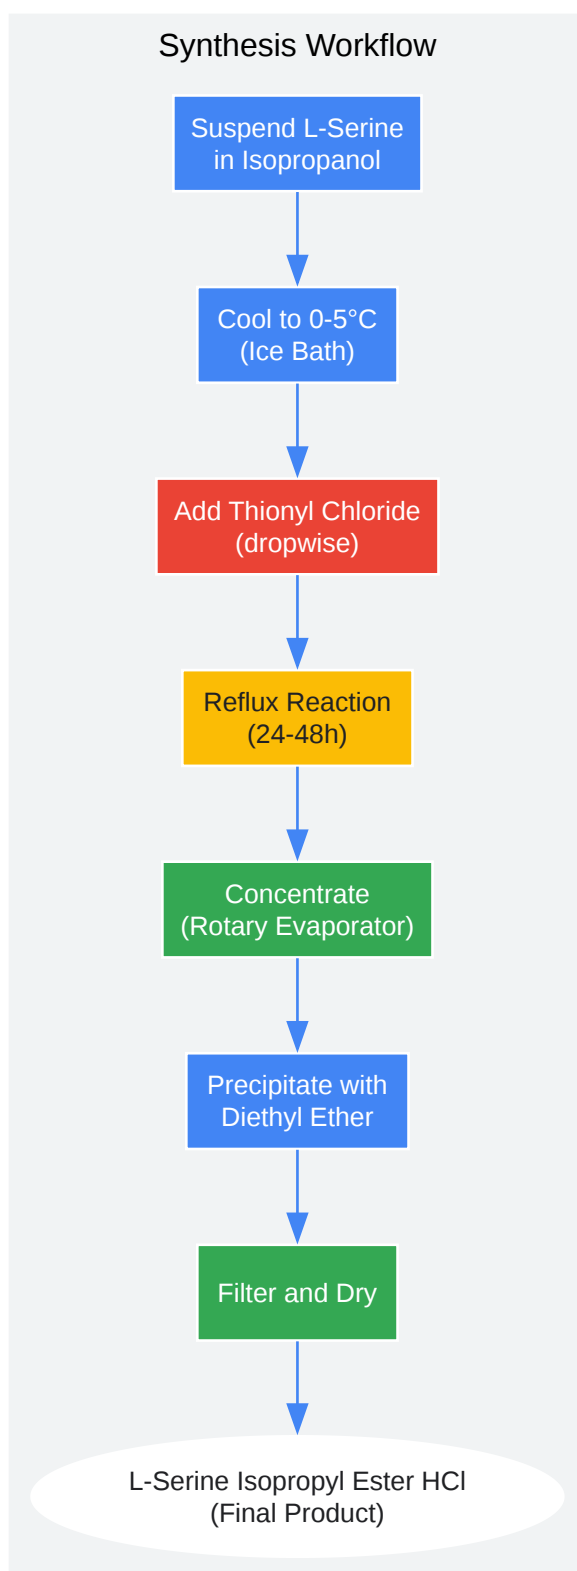 Synthesis Workflow
Suspend L-Serine
in Isopropanol
Cool to 0-5°C
(Ice Bath)
Add Thionyl Chloride
(dropwise)
Reflux Reaction
(24-48h)
Concentrate
(Rotary Evaporator)
Precipitate with
Diethyl Ether
Filter and Dry
L-Serine Isopropyl Ester HCl
(Final Product)